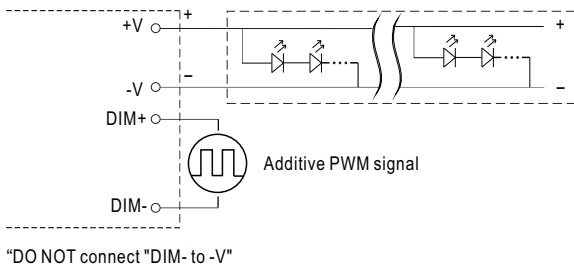 +V
+
+
-V
–
–
DIM+
Additive PWM signal
DIM-
“DO NOT connect "DIM- to -V"